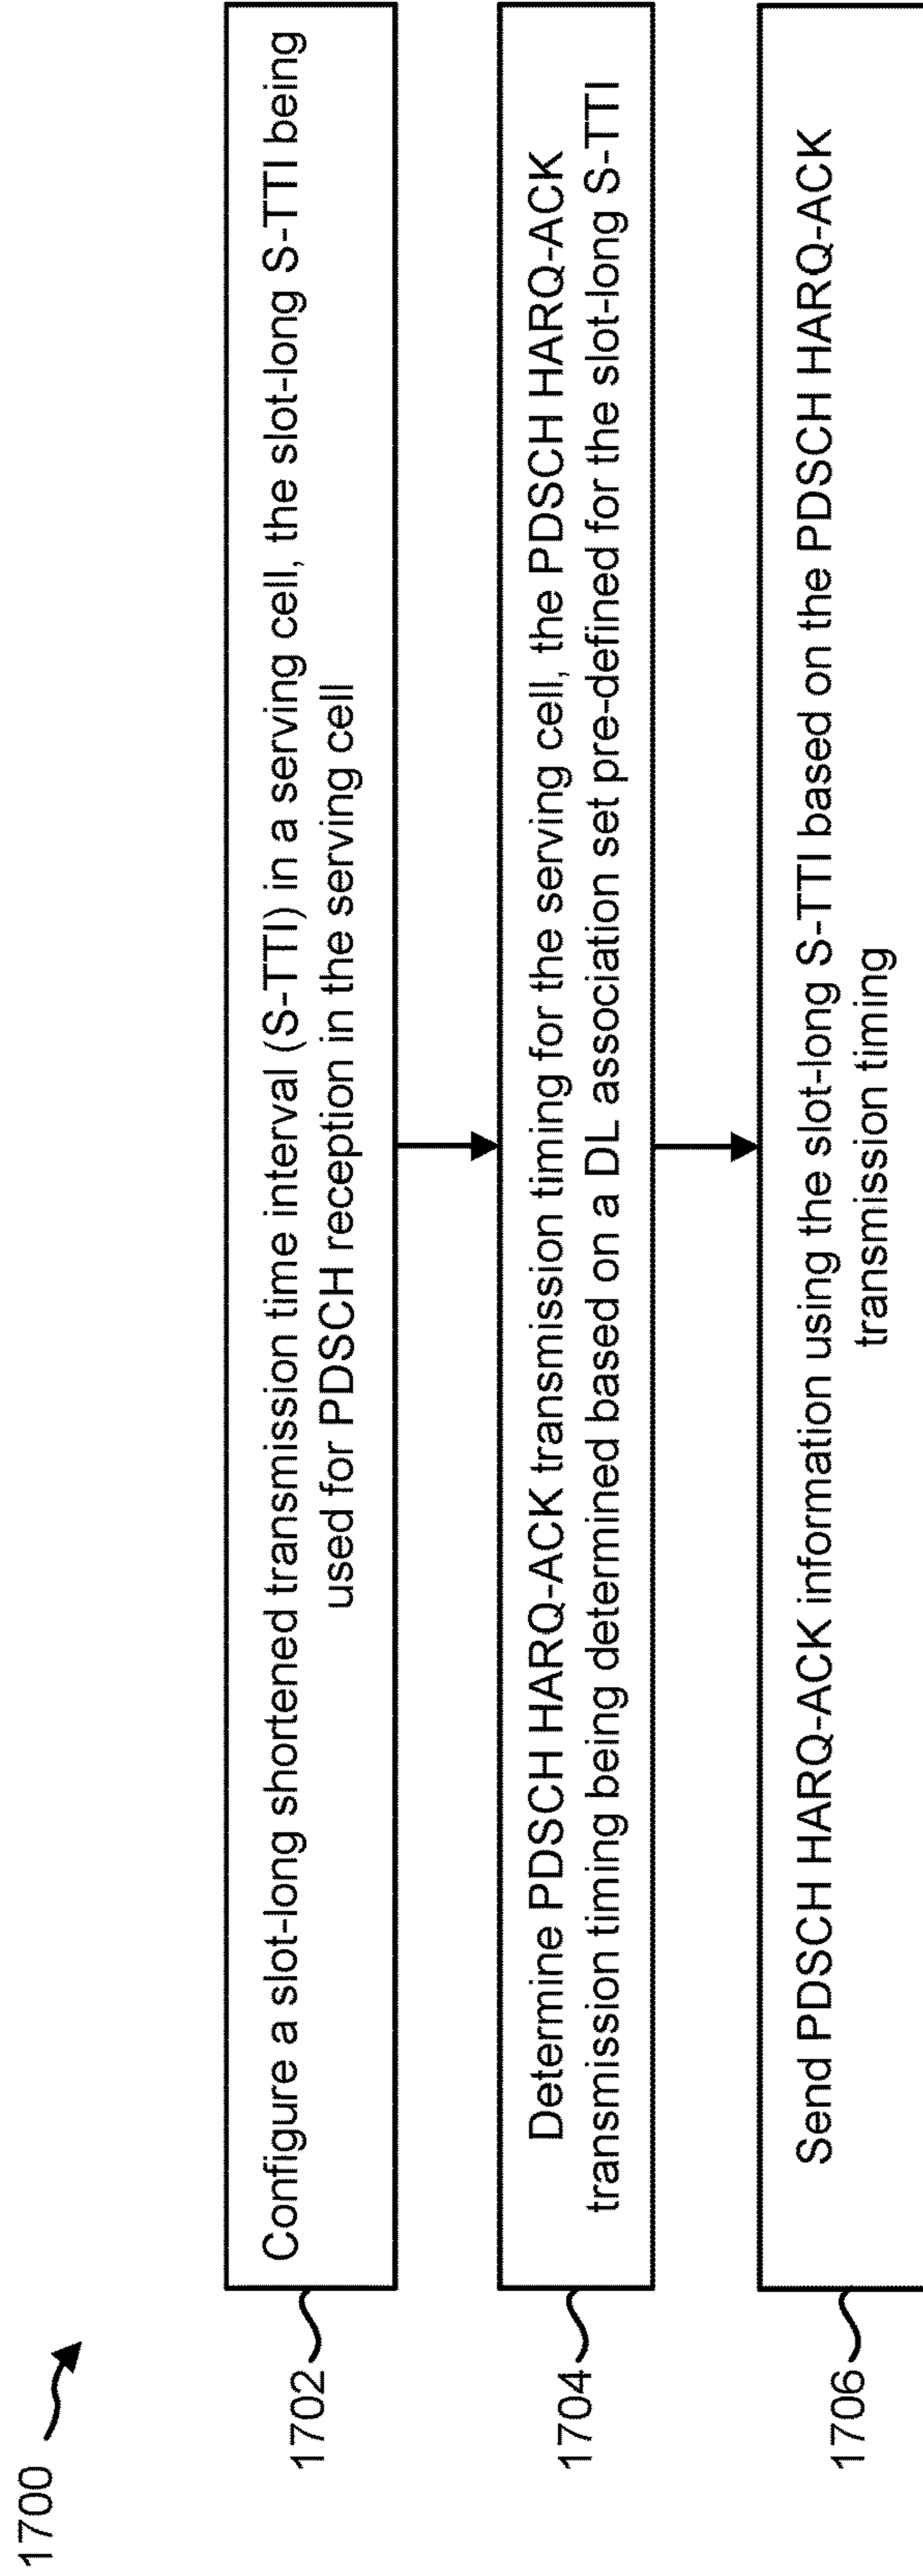 1700
1702
Configure a slot-long shortened transmission time interval (S-TTI) in a serving cell, the slot-long S-TTI being
used for PDSCH reception in the serving cell
1704
Determine PDSCH HARQ-ACK transmission timing for the serving cell, the PDSCH HARQ-ACK
transmission timing being determined based on a DL association set pre-defined for the slot-long S-TTI
1706
Send PDSCH HARQ-ACK information using the slot-long S-TTI based on the PDSCH HARQ-ACK
transmission timing